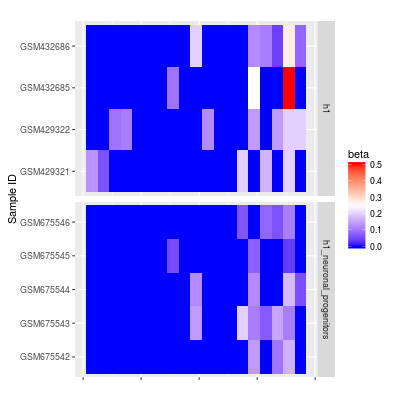 GSM432686
GSM432685
GSM429322
GSM429321
h1
GSM675546
GSM675545
GSM675544
GSM675543
GSM675542
h1_neuronal_progenitors
Sample ID
beta
0.5
0.4
0.3
0.2
0.1
0.0